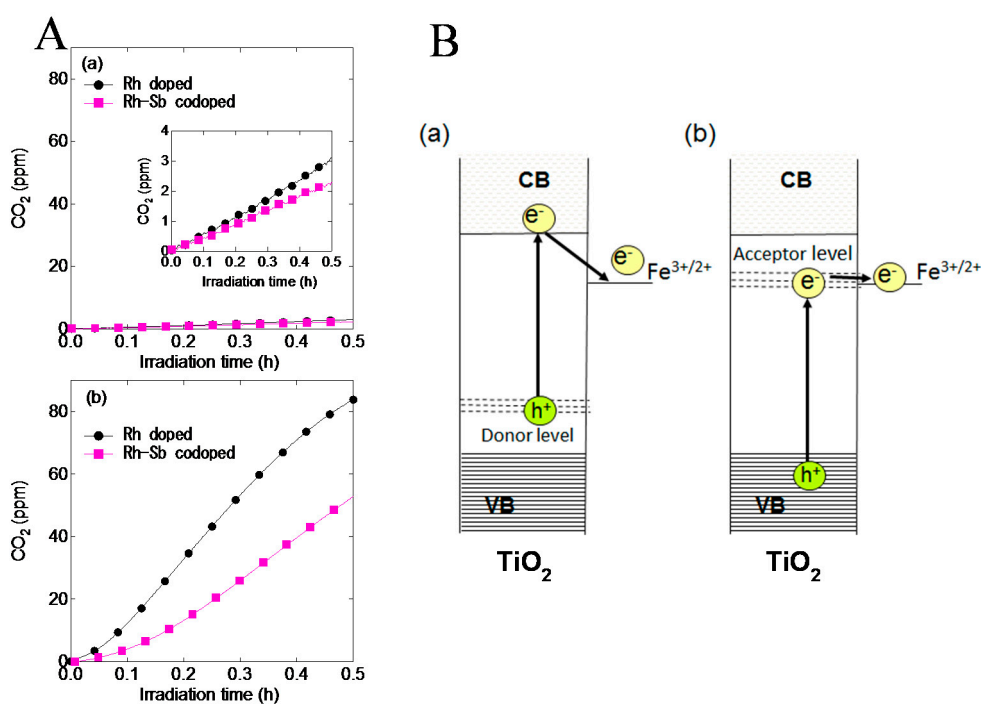 A
(a)
Rh doped
Rh-Sb codoped
80
60
40
20
0
CO2 (ppm)
4
3
2
1
0
CO2 (ppm)
0.0 0.1 0.2 0.3 0.4 0.5
Irradiation time (h)
0.0 0.1 0.2 0.3 0.4 0.5
Irradiation time (h)
(b)
Rh doped
Rh-Sb codoped
80
60
40
20
0
CO2 (ppm)
0.0 0.1 0.2 0.3 0.4 0.5
Irradiation time (h)
B
(a)
CB
e-
e-
Fe3+/2+
h+
Donor level
VB
TiO2
(b)
CB
Acceptor level
e-
e-
Fe3+/2+
h+
VB
TiO2